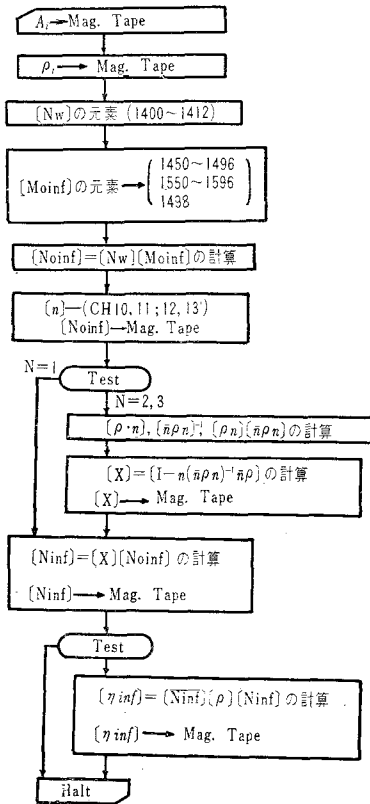 A_i→Mag. Tape
ρ_i→ Mag. Tape
[Nw]の元素 (1400~1412)
1450~1496
[Moinf]の元素→ 1550~1596
1498
[Noinf]=[Nw][Moinf]の計算
[n]—(CH10, 11 ; 12, 13')
[Noinf]→Mag. Tape
N=1 Test
N=2, 3
[ρ·n], [n̄ρn]⁻¹, [ρn][n̄ρn]の計算
[X]=[I−n(n̄ρn)⁻¹n̄ρ]の計算
[X]→ Mag. Tape
[Ninf]=[X][Noinf] の計算
[Ninf]→ Mag. Tape
Test
[η inf]=[N̄inf][ρ][Ninf] の計算
[η inf]→ Mag. Tape
Halt